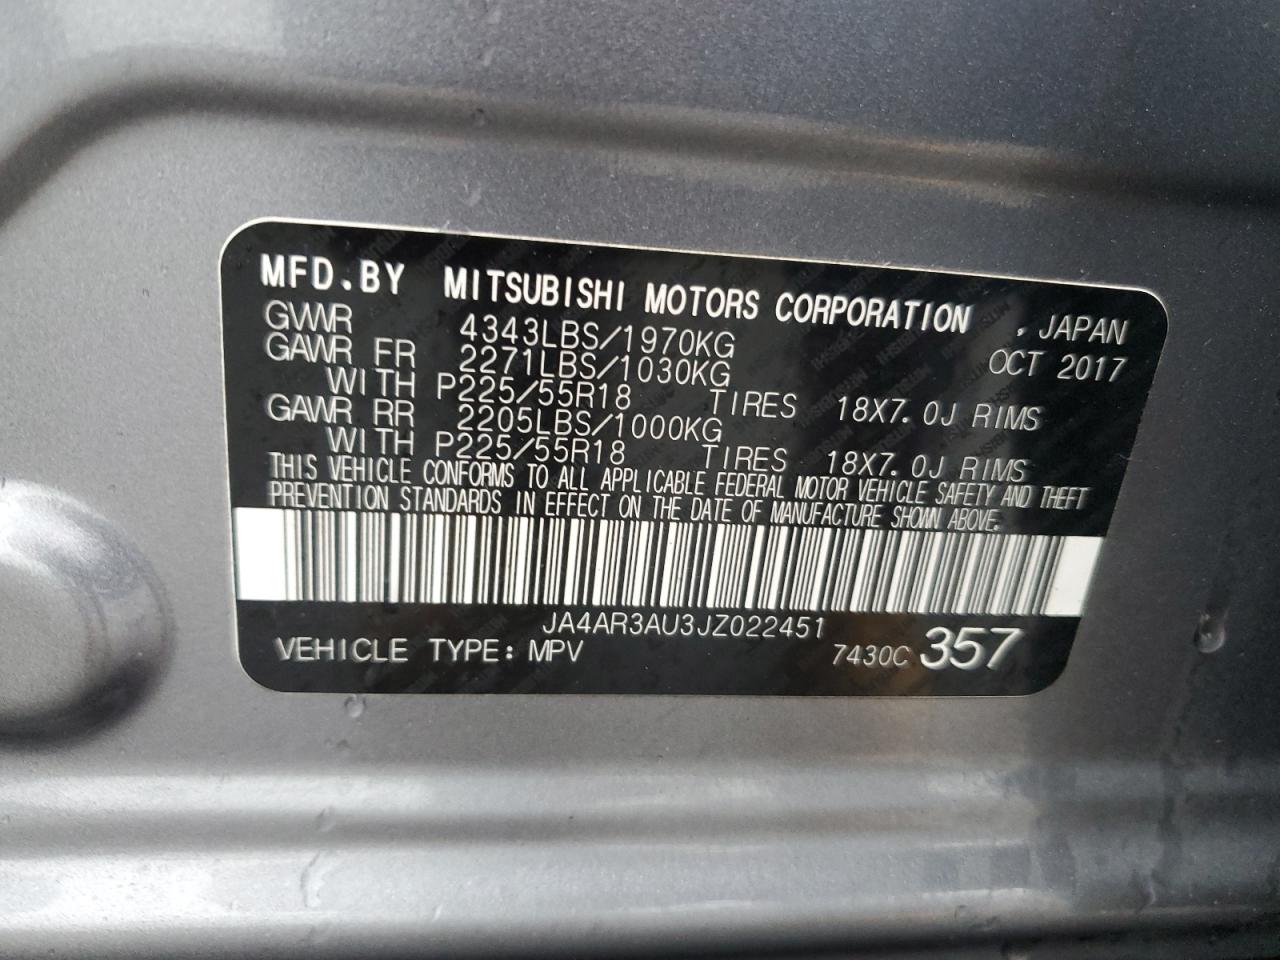 MFD.BY MITSUBISHI MOTORS CORPORATION , JAPAN
GVWR 4343LBS/1970KG OCT 2017
GAWR FR 2271LBS/1030KG
WITH P225/55R18 TIRES 18X7.0J RIMS
GAWR RR 2205LBS/1000KG
WITH P225/55R18 TIRES 18X7.0J RIMS
THIS VEHICLE CONFORMS TO ALL APPLICABLE FEDERAL MOTOR VEHICLE SAFETY AND THEFT
PREVENTION STANDARDS IN EFFECT ON THE DATE OF MANUFACTURE SHOWN ABOVE.
JA4AR3AU3JZ022451
VEHICLE TYPE: MPV 7430C 357